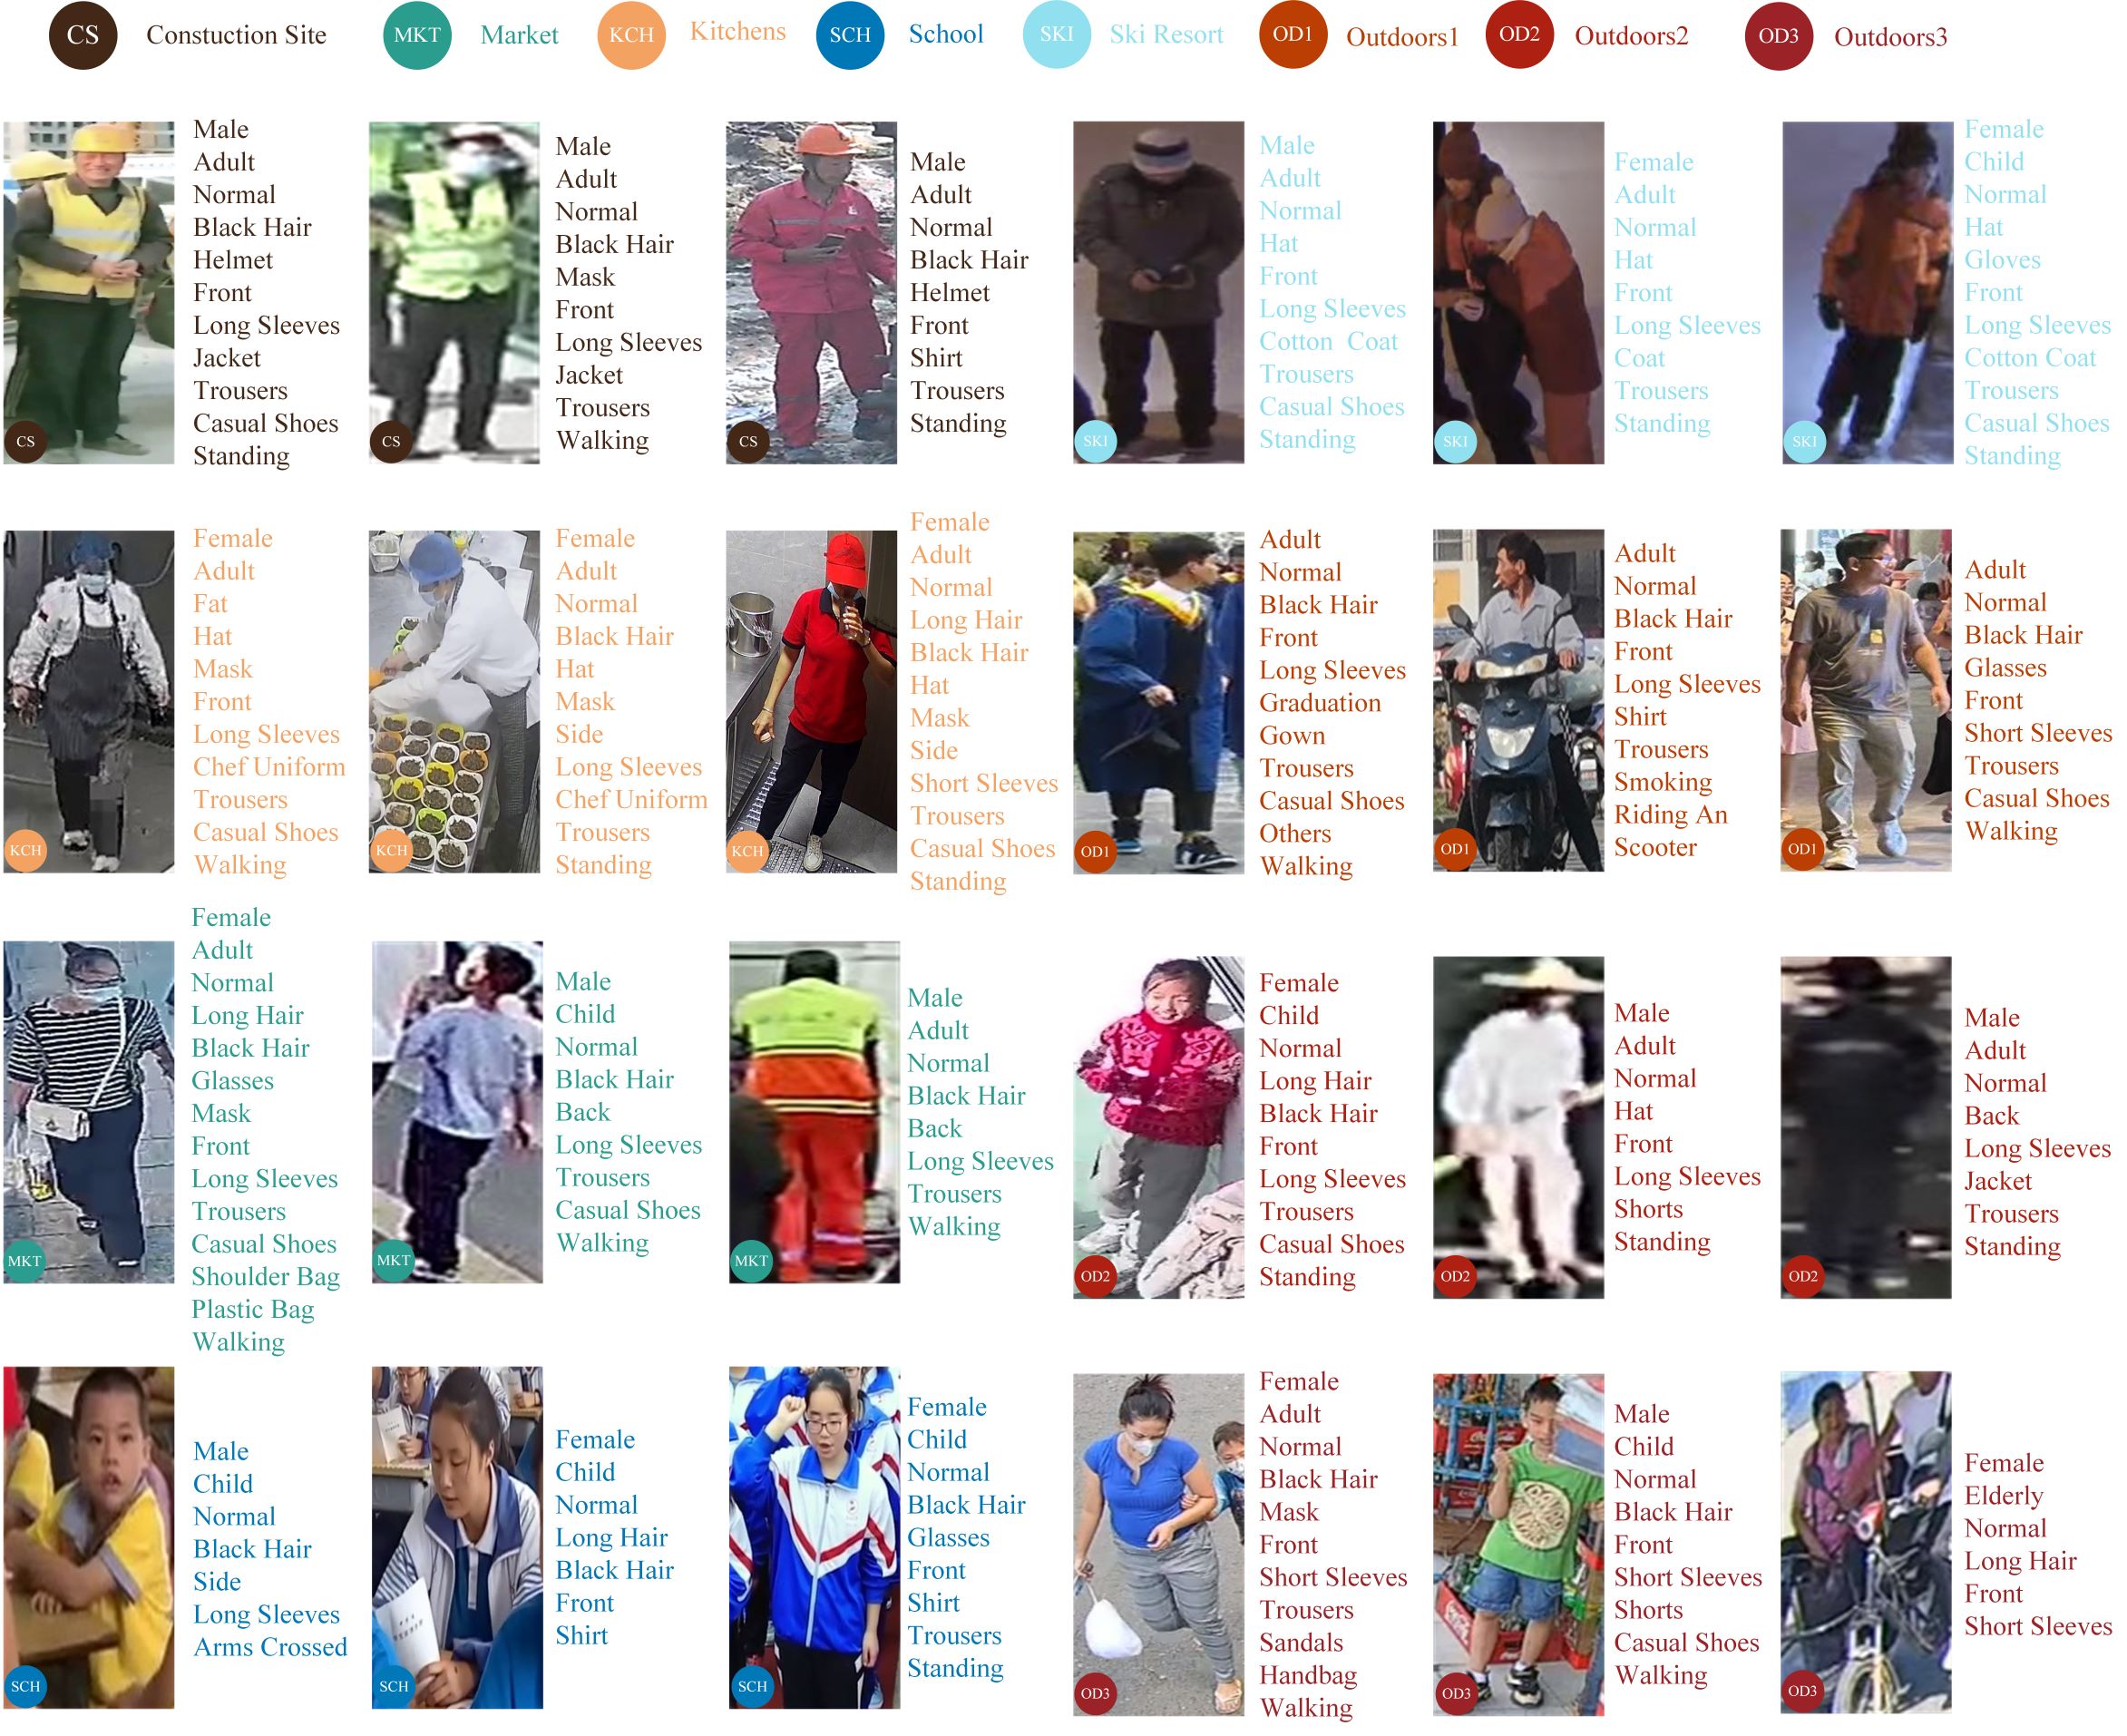 CS Constuction Site MKT Market KCH Kitchens SCH School SKI Ski Resort OD1 Outdoors1 OD2 Outdoors2 OD3 Outdoors3
CS
Male
Adult
Normal
Black Hair
Helmet
Front
Long Sleeves
Jacket
Trousers
Casual Shoes
Standing
CS
Male
Adult
Normal
Black Hair
Mask
Front
Long Sleeves
Jacket
Trousers
Walking
CS
Male
Adult
Normal
Black Hair
Helmet
Front
Shirt
Trousers
Standing
SKI
Male
Adult
Normal
Hat
Front
Long Sleeves
Cotton Coat
Trousers
Casual Shoes
Standing
SKI
Female
Adult
Normal
Hat
Front
Long Sleeves
Coat
Trousers
Standing
SKI
Female
Child
Normal
Hat
Gloves
Front
Long Sleeves
Cotton Coat
Trousers
Casual Shoes
Standing
KCH
Female
Adult
Fat
Hat
Mask
Front
Long Sleeves
Chef Uniform
Trousers
Casual Shoes
Walking
KCH
Female
Adult
Normal
Black Hair
Hat
Mask
Side
Long Sleeves
Chef Uniform
Trousers
Standing
KCH
Female
Adult
Normal
Long Hair
Black Hair
Hat
Mask
Side
Short Sleeves
Trousers
Casual Shoes
Standing
OD1
Adult
Normal
Black Hair
Front
Long Sleeves
Graduation
Gown
Trousers
Casual Shoes
Others
Walking
OD1
Adult
Normal
Black Hair
Front
Long Sleeves
Shirt
Trousers
Smoking
Riding An
Scooter
OD1
Adult
Normal
Black Hair
Glasses
Front
Short Sleeves
Trousers
Casual Shoes
Walking
MKT
Female
Adult
Normal
Long Hair
Black Hair
Glasses
Mask
Front
Long Sleeves
Trousers
Casual Shoes
Shoulder Bag
Plastic Bag
Walking
MKT
Male
Child
Normal
Black Hair
Back
Long Sleeves
Trousers
Casual Shoes
Walking
MKT
Male
Adult
Normal
Black Hair
Back
Long Sleeves
Trousers
Walking
OD2
Female
Child
Normal
Long Hair
Black Hair
Front
Long Sleeves
Trousers
Casual Shoes
Standing
OD2
Male
Adult
Normal
Hat
Front
Long Sleeves
Shorts
Standing
OD2
Male
Adult
Normal
Back
Long Sleeves
Jacket
Trousers
Standing
SCH
Male
Child
Normal
Black Hair
Side
Long Sleeves
Arms Crossed
SCH
Female
Child
Normal
Long Hair
Black Hair
Front
Shirt
SCH
Female
Child
Normal
Black Hair
Glasses
Front
Shirt
Trousers
Standing
OD3
Female
Adult
Normal
Black Hair
Mask
Front
Short Sleeves
Trousers
Sandals
Handbag
Walking
OD3
Male
Child
Normal
Black Hair
Front
Short Sleeves
Shorts
Casual Shoes
Walking
OD3
Female
Elderly
Normal
Long Hair
Front
Short Sleeves